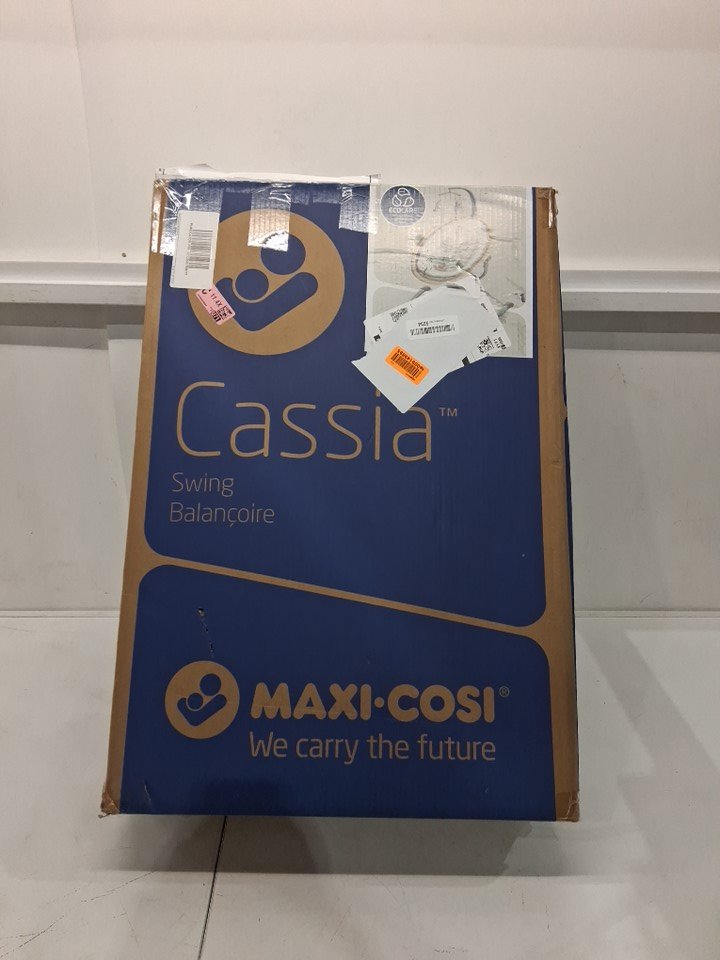 ECOCARE
Cassia™
Swing
Balançoire
MAXI·COSI®
We carry the future